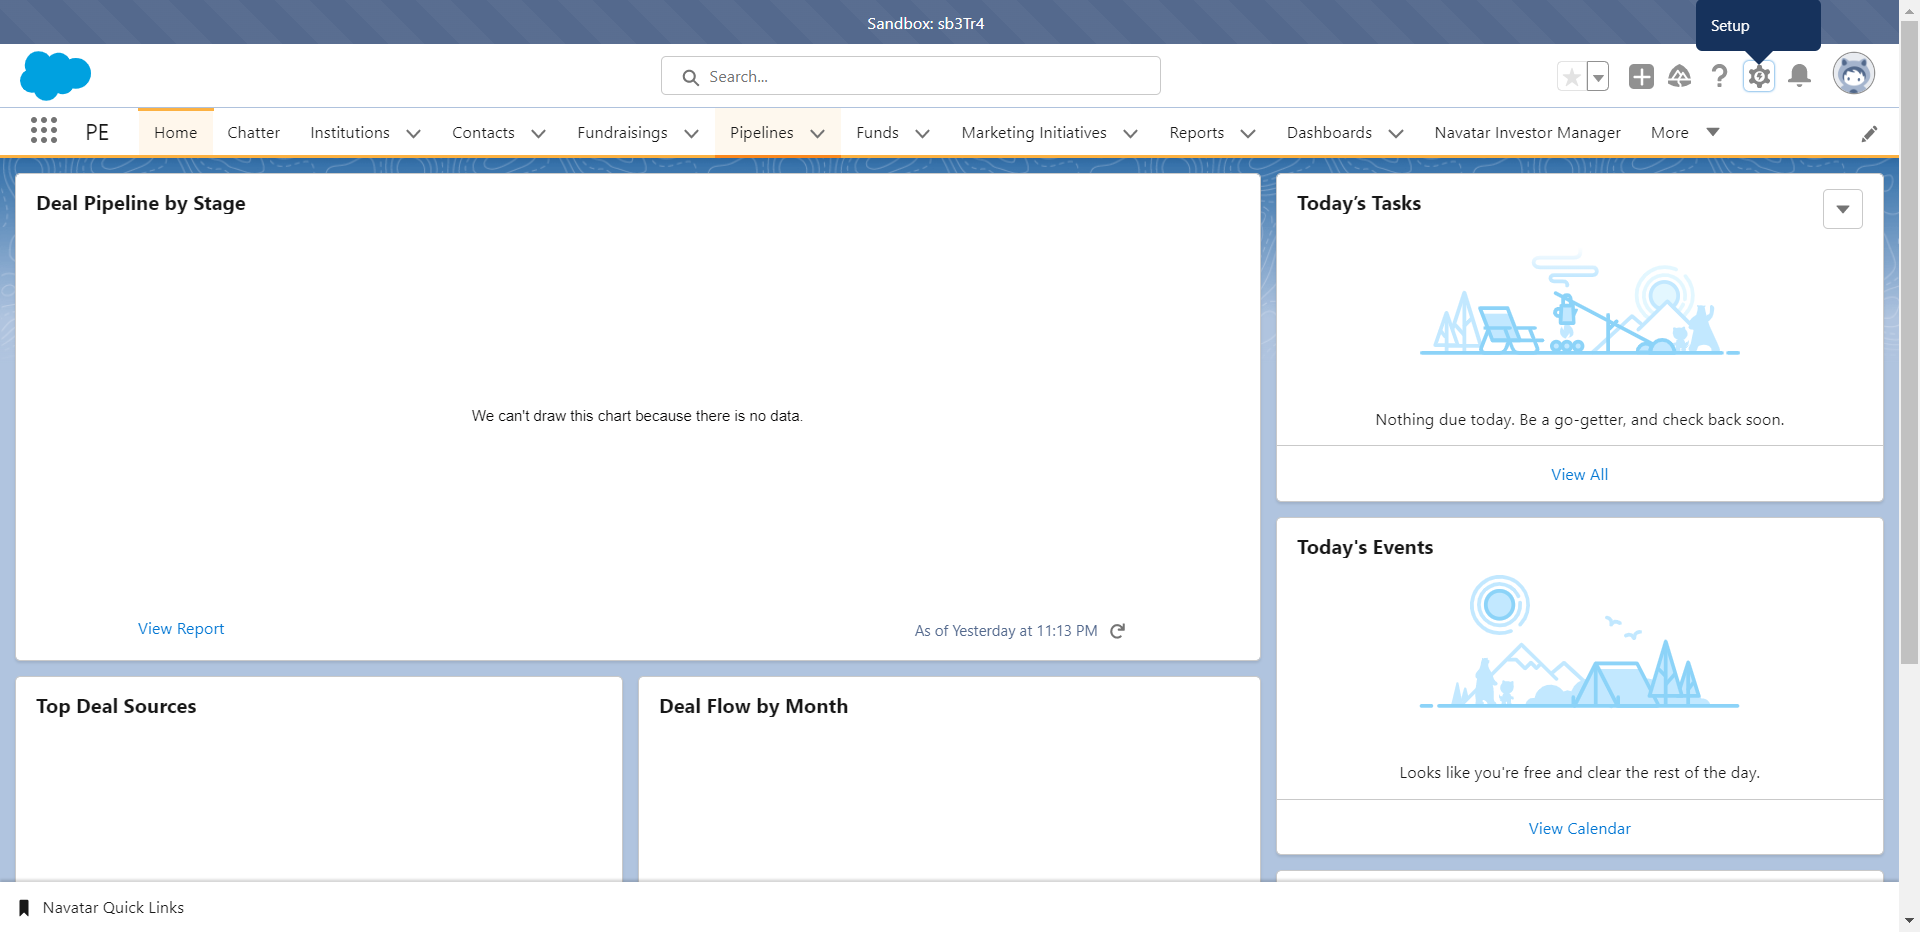 Sandbox: sb3Tr4
Setup
Search...
PE
Home
Chatter
Institutions
Contacts
Fundraisings
Pipelines
Funds
Marketing Initiatives
Reports
Dashboards
Navatar Investor Manager
More
Deal Pipeline by Stage
We can't draw this chart because there is no data.
View Report
As of Yesterday at 11:13 PM
Today’s Tasks
Nothing due today. Be a go-getter, and check back soon.
View All
Today's Events
Looks like you're free and clear the rest of the day.
View Calendar
Top Deal Sources
Deal Flow by Month
Navatar Quick Links